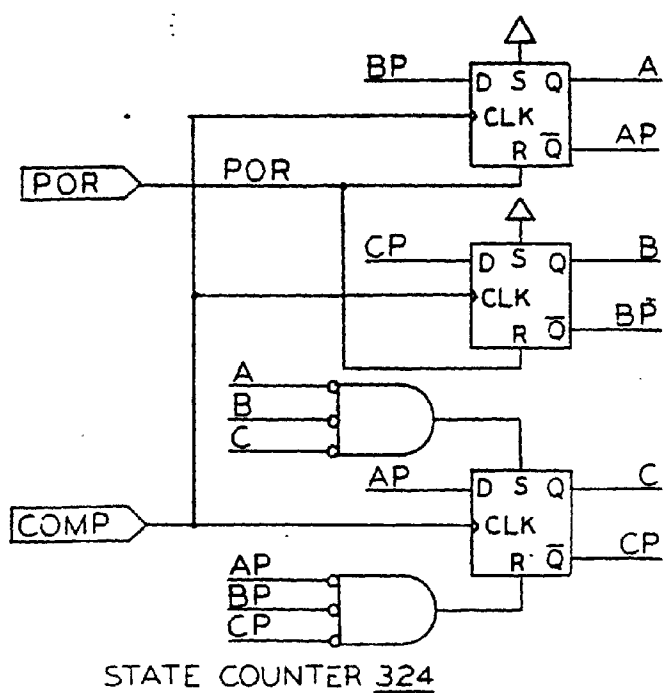 BP D S Q A
CLK
R Q̅ AP
POR POR
CP D S Q B
CLK
R Q̅ BP
A
B
C
AP D S Q C
COMP CLK
R Q̅ CP
AP
BP
CP
STATE COUNTER 324